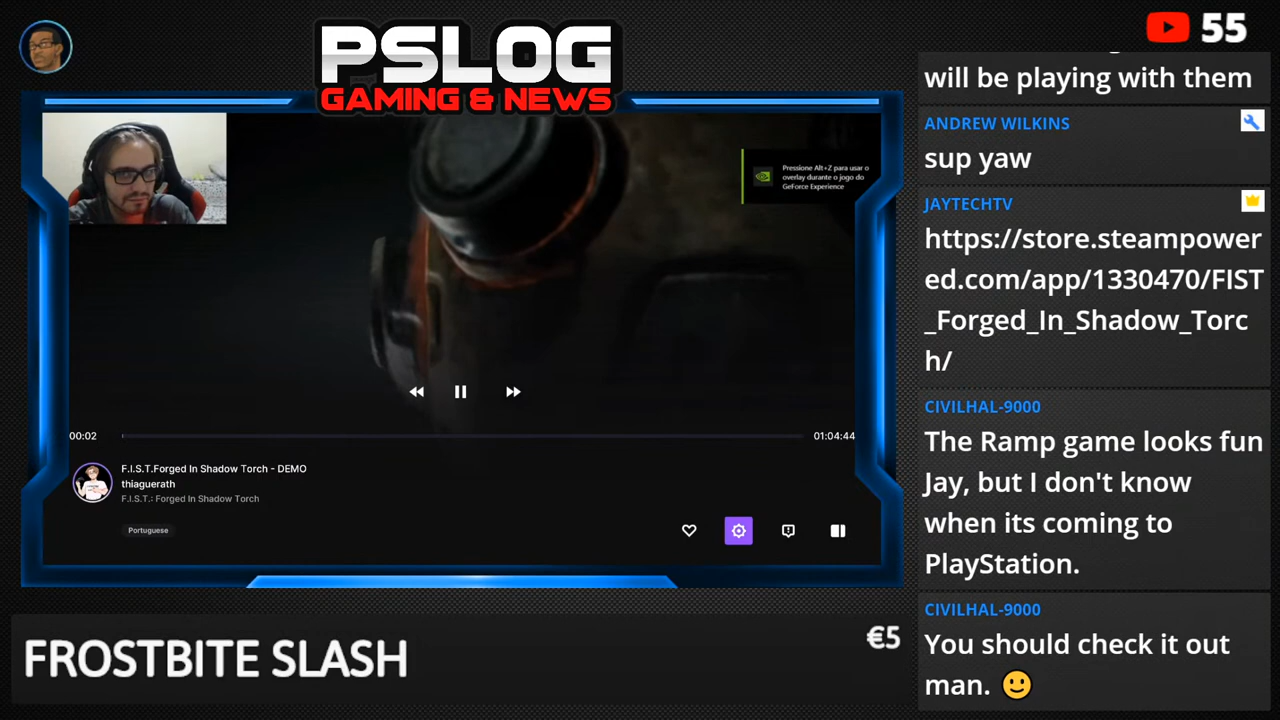 PSLOG
GAMING & NEWS
55
will be playing with them
ANDREW WILKINS
sup yaw
JAYTECHTV
https://store.steampower
ed.com/app/1330470/FIST
_Forged_In_Shadow_Torc
h/
CIVILHAL-9000
The Ramp game looks fun
Jay, but I don't know
when its coming to
PlayStation.
CIVILHAL-9000
You should check it out
man. 🙂
Pressione Alt+Z para usar o
overlay durante o jogo do
GeForce Experience
00:02
01:04:44
F.I.S.T.Forged In Shadow Torch - DEMO
thiaguerath
F.I.S.T.: Forged In Shadow Torch
Portuguese
FROSTBITE SLASH
€5